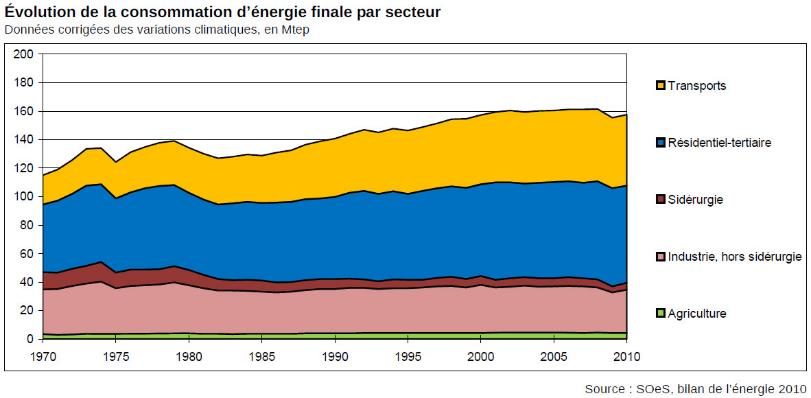 Évolution de la consommation d'énergie finale par secteur
Données corrigées des variations climatiques, en Mtep
200
180
160
140
120
100
80
60
40
20
0
1970 1975 1980 1985 1990 1995 2000 2005 2010
Transports
Résidentiel-tertiaire
Sidérurgie
Industrie, hors sidérurgie
Agriculture
Source : SOeS, bilan de l'énergie 2010